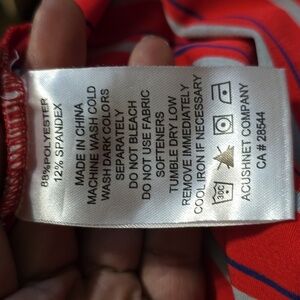 88% POLYESTER
12% SPANDEX
MADE IN CHINA
MACHINE WASH COLD
WASH DARK COLORS
SEPARATELY
DO NOT BLEACH
DO NOT USE FABRIC
SOFTENERS
TUMBLE DRY LOW
REMOVE IMMEDIATELY
COOL IRON IF NECESSARY
30C
ACUSHNET COMPANY
CA # 28544